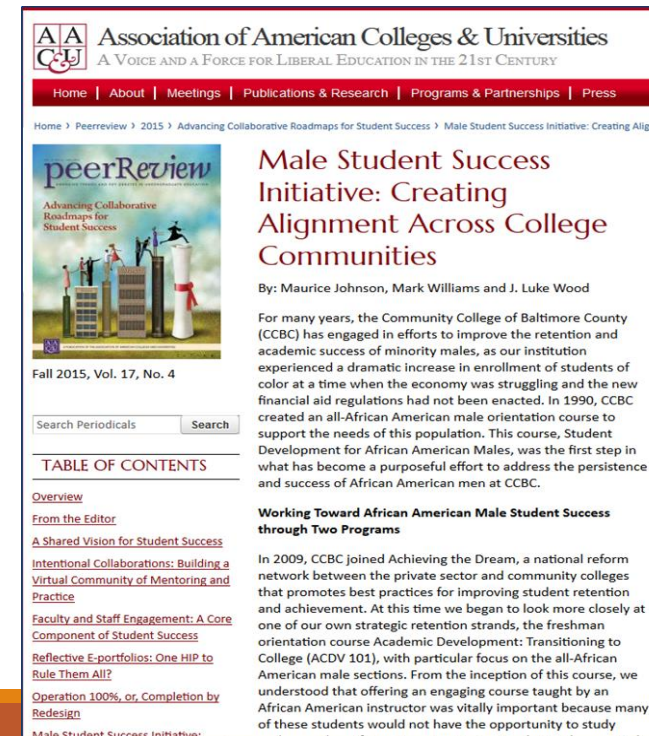 AAC&U
Association of American Colleges & Universities
A VOICE AND A FORCE FOR LIBERAL EDUCATION IN THE 21ST CENTURY
Home | About | Meetings | Publications & Research | Programs & Partnerships | Press
Home › Peerreview › 2015 › Advancing Collaborative Roadmaps for Student Success › Male Student Success Initiative: Creating Alig
peerReview
Advancing Collaborative
Roadmaps for
Student Success
Fall 2015, Vol. 17, No. 4
Search Periodicals Search
TABLE OF CONTENTS
Overview
From the Editor
A Shared Vision for Student Success
Intentional Collaborations: Building a
Virtual Community of Mentoring and
Practice
Faculty and Staff Engagement: A Core
Component of Student Success
Reflective E-portfolios: One HIP to
Rule Them All?
Operation 100%, or, Completion by
Redesign
Male Student Success Initiative:
Male Student Success
Initiative: Creating
Alignment Across College
Communities
By: Maurice Johnson, Mark Williams and J. Luke Wood
For many years, the Community College of Baltimore County
(CCBC) has engaged in efforts to improve the retention and
academic success of minority males, as our institution
experienced a dramatic increase in enrollment of students of
color at a time when the economy was struggling and the new
financial aid regulations had not been enacted. In 1990, CCBC
created an all-African American male orientation course to
support the needs of this population. This course, Student
Development for African American Males, was the first step in
what has become a purposeful effort to address the persistence
and success of African American men at CCBC.
Working Toward African American Male Student Success
through Two Programs
In 2009, CCBC joined Achieving the Dream, a national reform
network between the private sector and community colleges
that promotes best practices for improving student retention
and achievement. At this time we began to look more closely at
one of our own strategic retention strands, the freshman
orientation course Academic Development: Transitioning to
College (ACDV 101), with particular focus on the all-African
American male sections. From the inception of this course, we
understood that offering an engaging course taught by an
African American instructor was vitally important because many
of these students would not have the opportunity to study